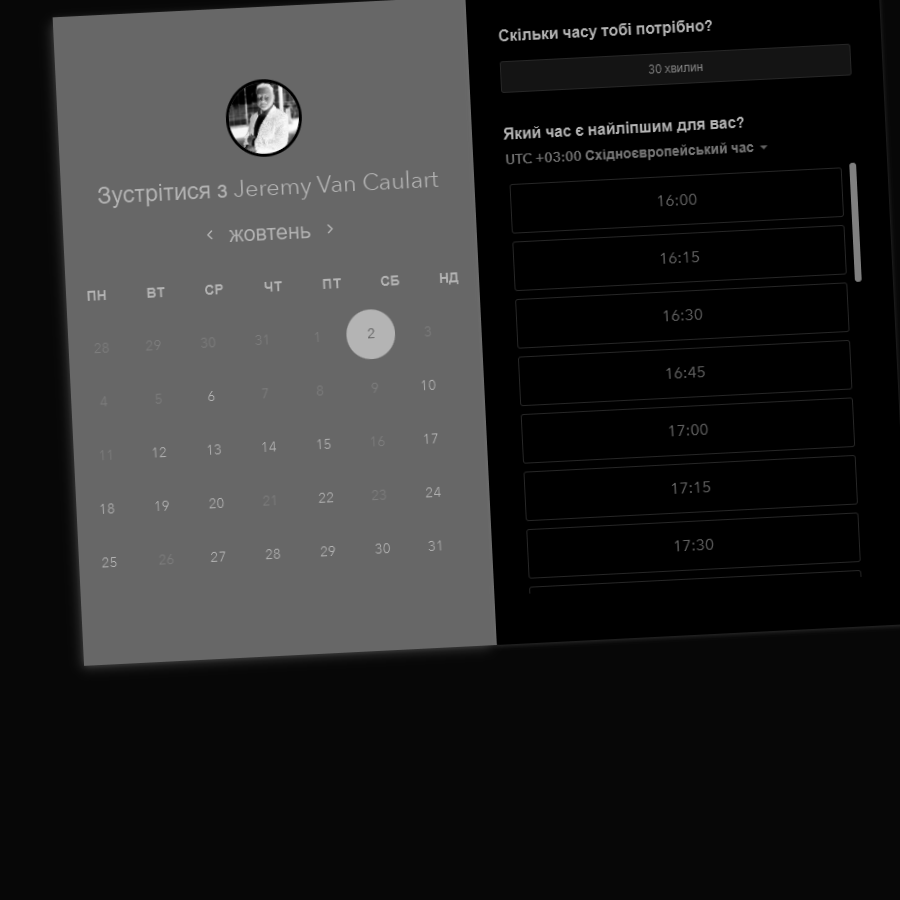 Зустрітися з Jeremy Van Caulart
жовтень
ПН ВТ СР ЧТ ПТ СБ НД
28 29 30 31 1 2 3
4 5 6 7 8 9 10
11 12 13 14 15 16 17
18 19 20 21 22 23 24
25 26 27 28 29 30 31
Скільки часу тобі потрібно?
30 хвилин
Який час є найліпшим для вас?
UTC +03:00 Східноєвропейський час
16:00
16:15
16:30
16:45
17:00
17:15
17:30